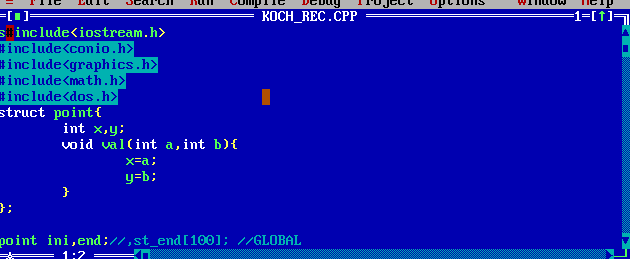 = File Edit Search Run Compile Debug Project Options Window Help
[■] KOCH_REC.CPP 1=[↑]
s#include<iostream.h>
#include<conio.h>
#include<graphics.h>
#include<math.h>
#include<dos.h>
struct point{
int x,y;
void val(int a,int b){
x=a;
y=b;
}
};
point ini,end;//,st_end[100]; //GLOBAL
1:2